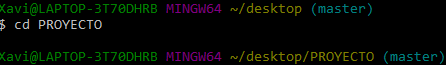 Xavi@LAPTOP-3T70DHRB MINGW64 ~/desktop (master)
$ cd PROYECTO
Xavi@LAPTOP-3T70DHRB MINGW64 ~/desktop/PROYECTO (master)